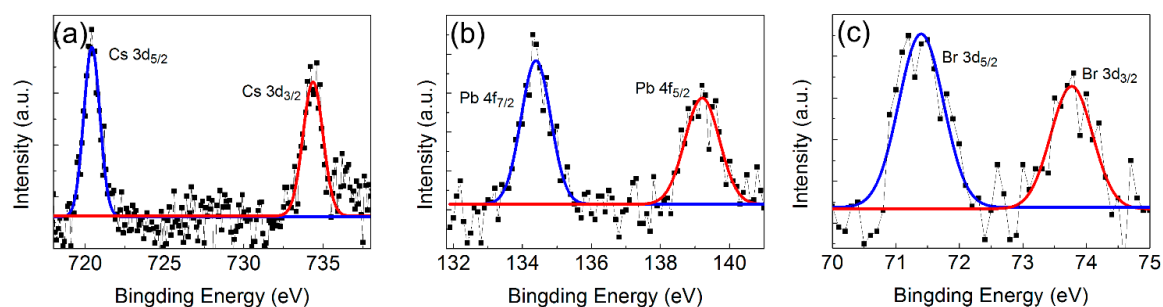 (a)
Cs 3d5/2
Cs 3d3/2
Intensity (a.u.)
720 725 730 735
Bingding Energy (eV)
(b)
Pb 4f7/2
Pb 4f5/2
Intensity (a.u.)
132 134 136 138 140
Bingding Energy (eV)
(c)
Br 3d5/2
Br 3d3/2
Intensity (a.u.)
70 71 72 73 74 75
Bingding Energy (eV)